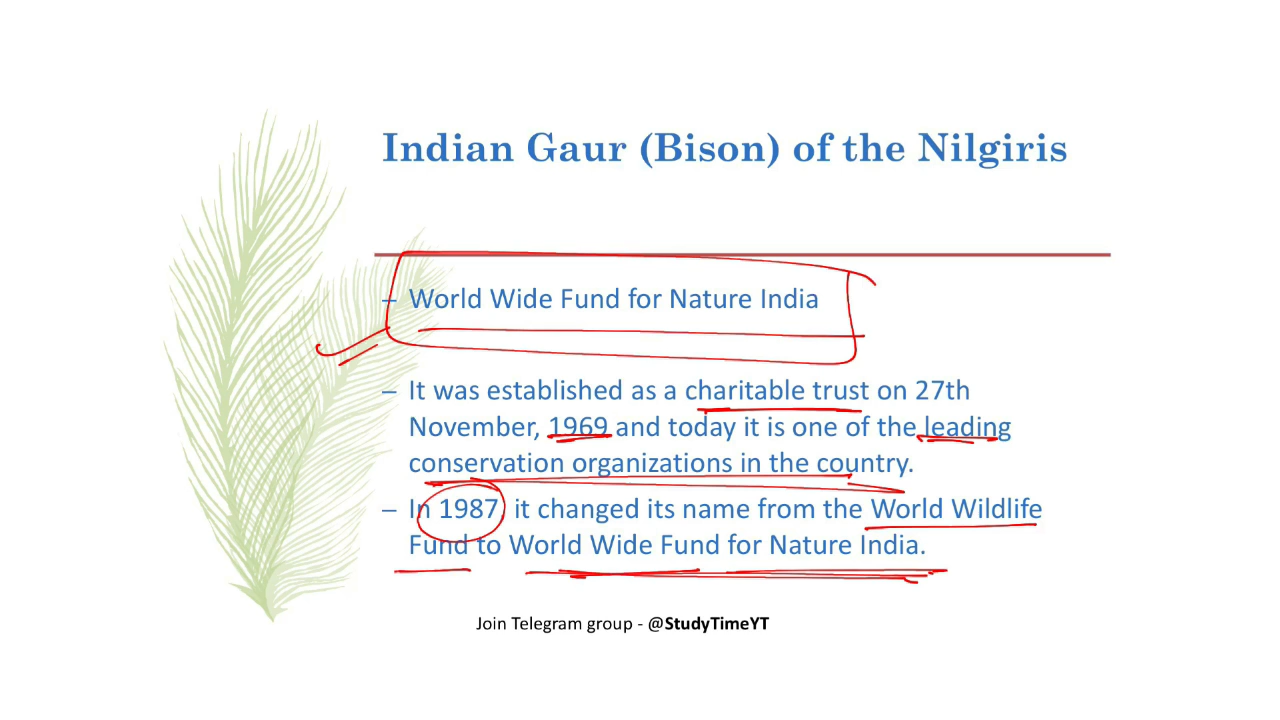 Indian Gaur (Bison) of the Nilgiris
– World Wide Fund for Nature India
– It was established as a charitable trust on 27th
November, 1969 and today it is one of the leading
conservation organizations in the country.
– In 1987, it changed its name from the World Wildlife
Fund to World Wide Fund for Nature India.
Join Telegram group - @StudyTimeYT